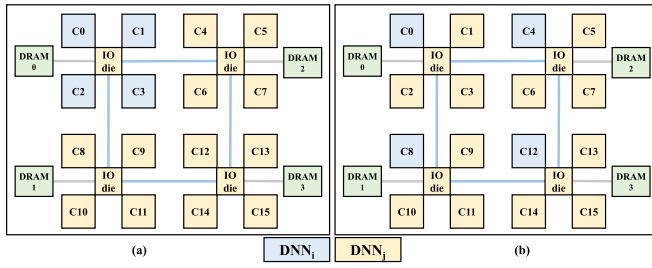 C0 C1 C4 C5
DRAM 0 IO die IO die DRAM 2
C2 C3 C6 C7
C8 C9 C12 C13
DRAM 1 IO die IO die DRAM 3
C10 C11 C14 C15
(a)
C0 C1 C4 C5
DRAM 0 IO die IO die DRAM 2
C2 C3 C6 C7
C8 C9 C12 C13
DRAM 1 IO die IO die DRAM 3
C10 C11 C14 C15
(b)
DNNi DNNj